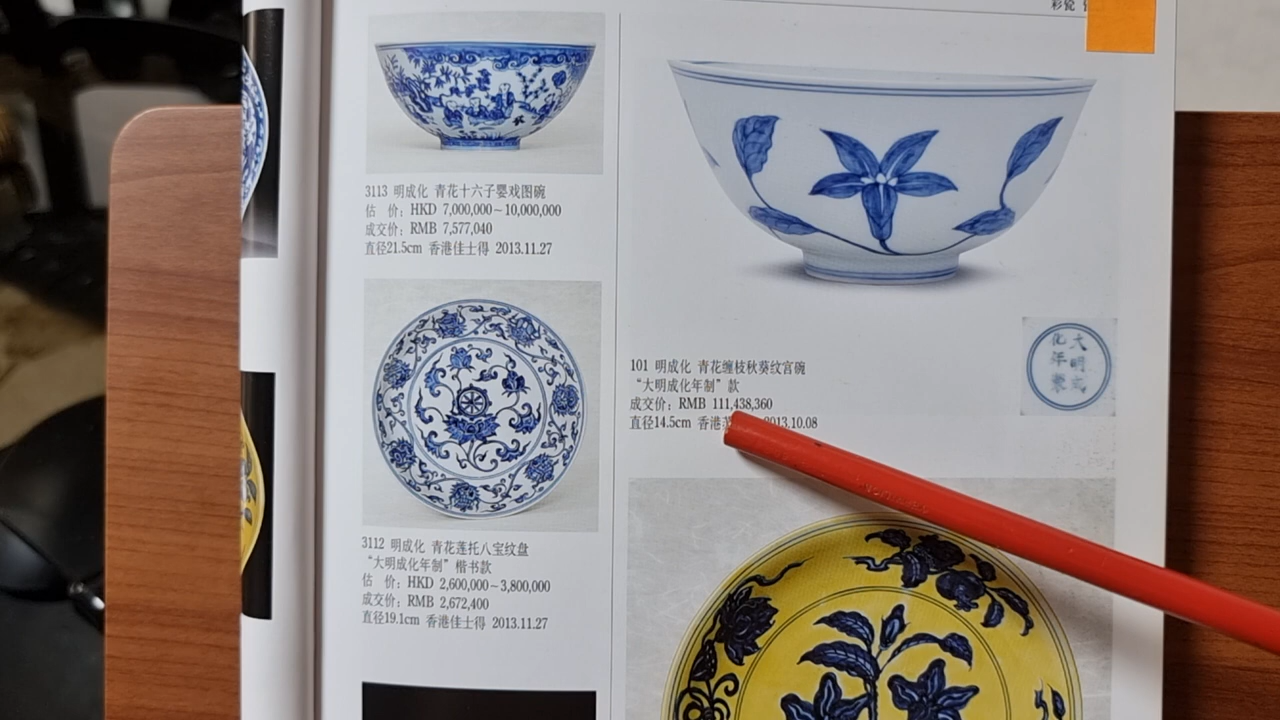 彩瓷
3113 明成化 青花十六子婴戏图碗
估 价：HKD 7,000,000~10,000,000
成交价：RMB 7,577,040
直径21.5cm 香港佳士得 2013.11.27
3112 明成化 青花莲托八宝纹盘
“大明成化年制”楷书款
估 价：HKD 2,600,000~3,800,000
成交价：RMB 2,672,400
直径19.1cm 香港佳士得 2013.11.27
101 明成化 青花缠枝秋葵纹宫碗
“大明成化年制”款
成交价：RMB 111,438,360
直径14.5cm 香港 2013.10.08
大明成
化年製